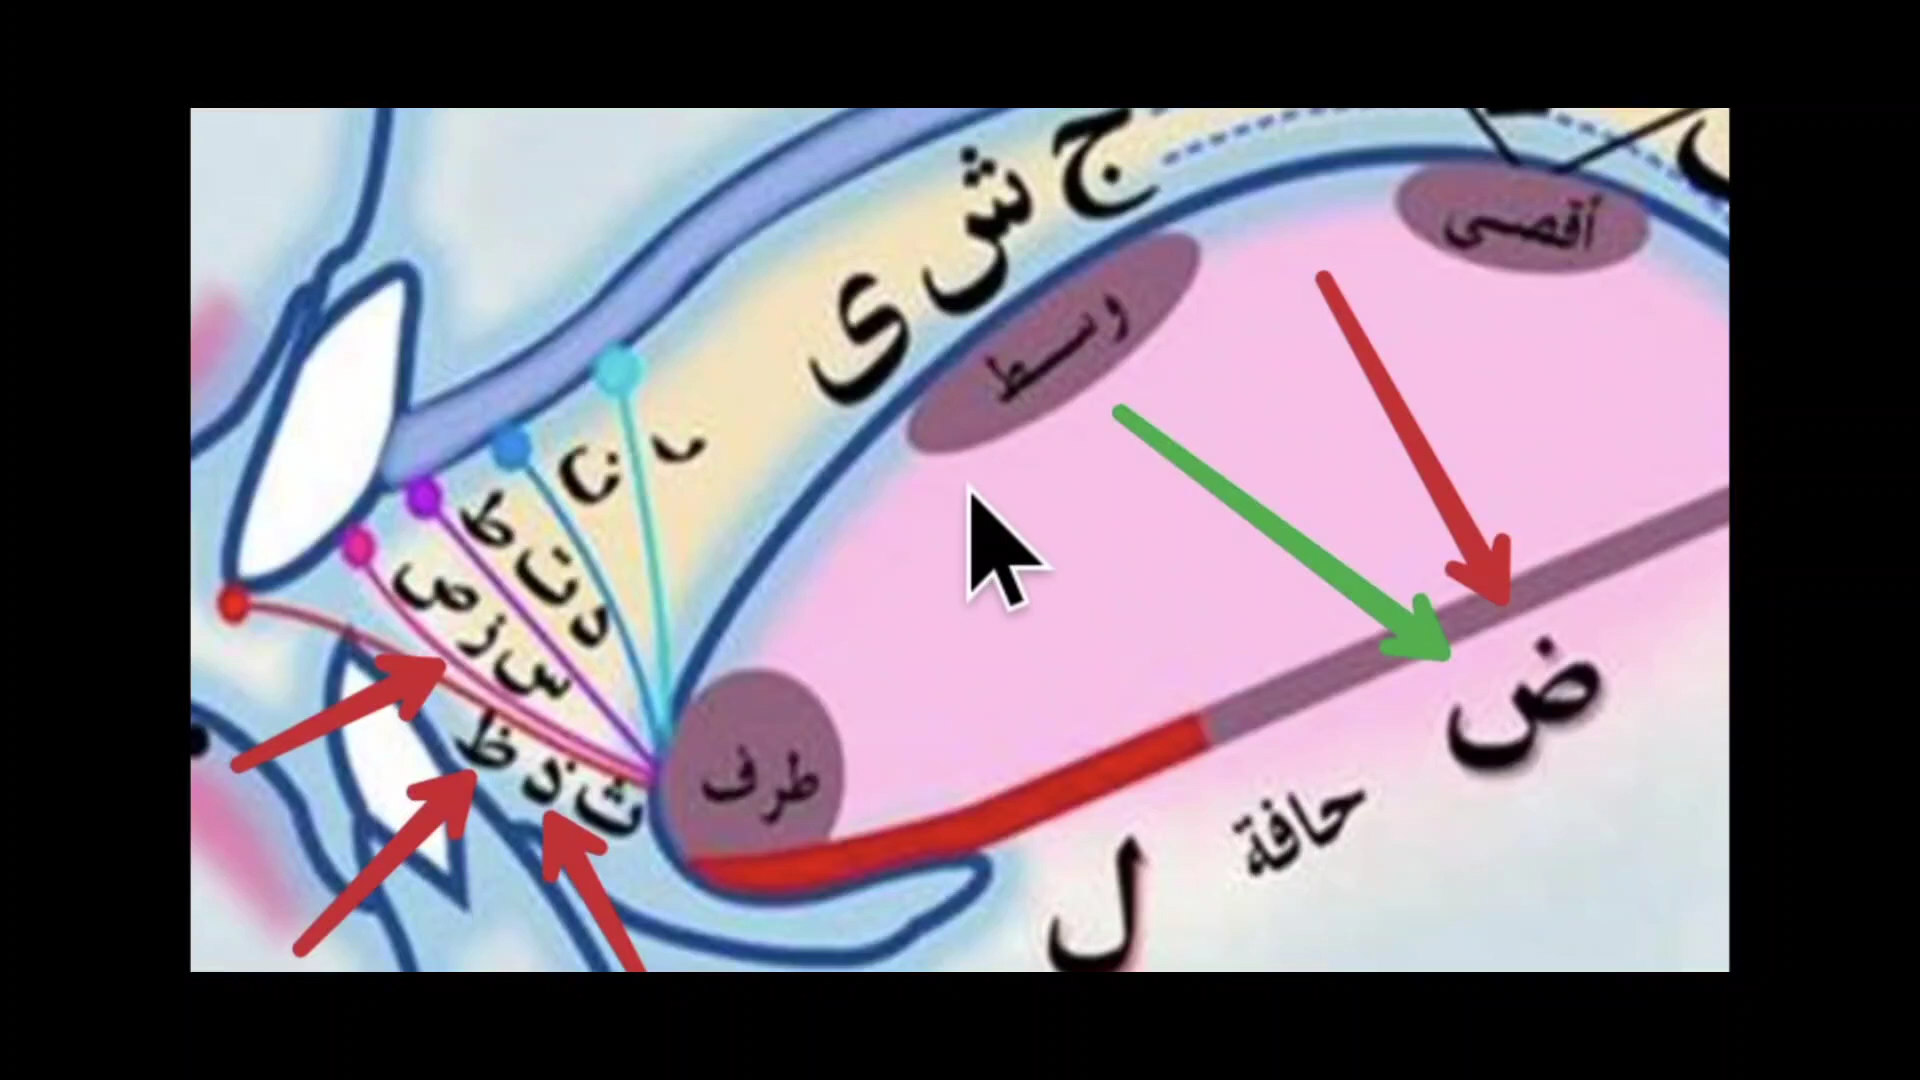 ج ش ى
أقصى
وسط
ر
ن
ط ت د
ص ز س
ظ ذ ث
طرف
ض
حافة
ل